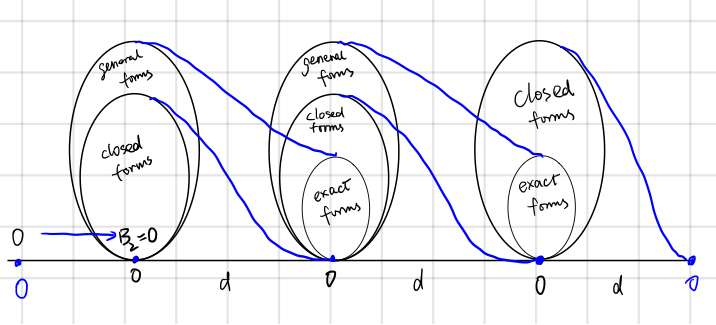 general
forms
general
forms
closed
forms
closed
forms
closed
forms
exact
forms
exact
forms
0
B₂=0
0
0
d
0
d
0
d
0